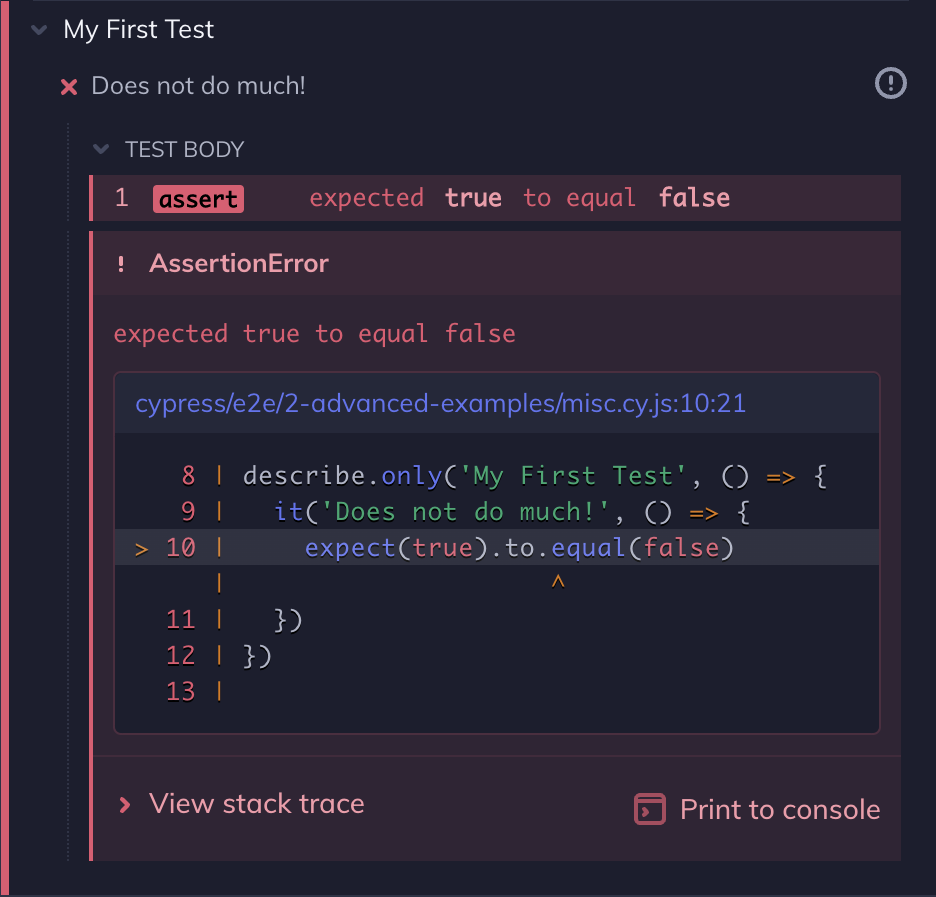 My First Test
Does not do much!
TEST BODY
1 assert expected true to equal false
! AssertionError
expected true to equal false
cypress/e2e/2-advanced-examples/misc.cy.js:10:21
8 | describe.only('My First Test', () => {
9 |   it('Does not do much!', () => {
> 10 |     expect(true).to.equal(false)
|                     ^
11 |   })
12 | })
13 |
View stack trace
Print to console